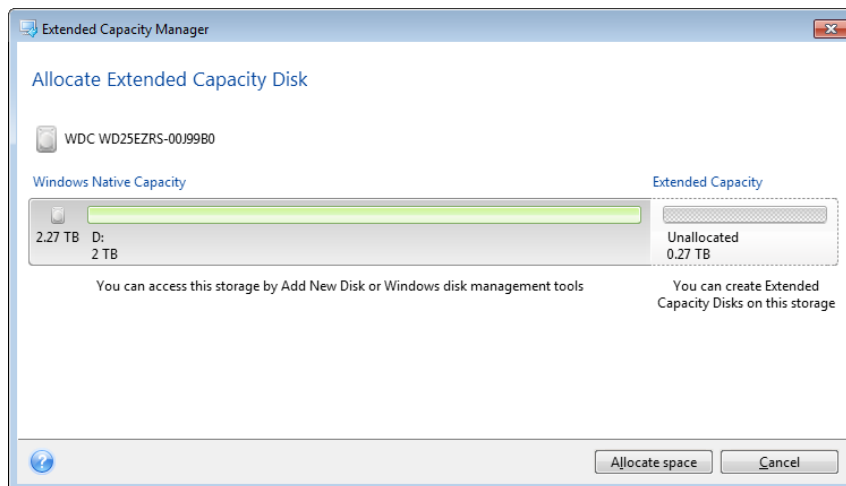 Extended Capacity Manager
Allocate Extended Capacity Disk
WDC WD25EZRS-00J99B0
Windows Native Capacity
Extended Capacity
2.27 TB
D:
2 TB
Unallocated
0.27 TB
You can access this storage by Add New Disk or Windows disk management tools
You can create Extended
Capacity Disks on this storage
?
Allocate space
Cancel